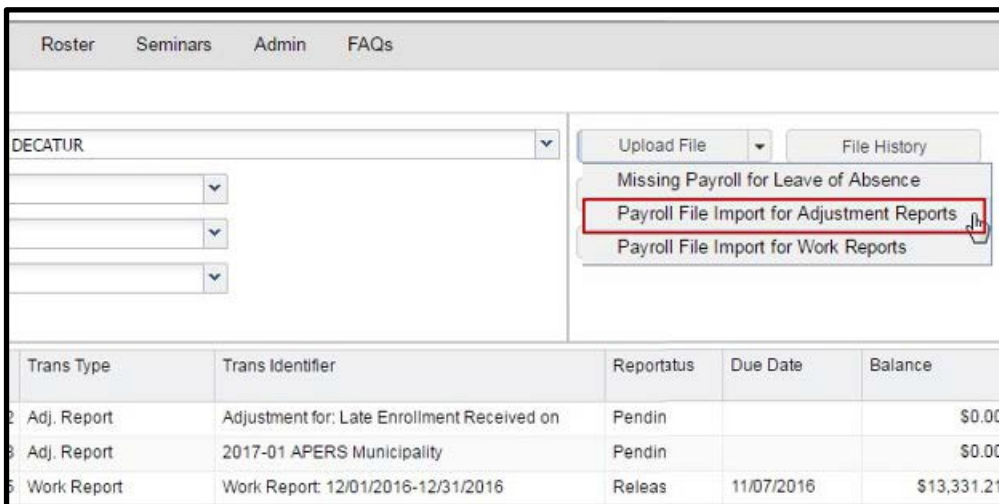 Roster Seminars Admin FAQs
DECATUR
Upload File File History
Missing Payroll for Leave of Absence
Payroll File Import for Adjustment Reports
Payroll File Import for Work Reports
Trans Type Trans Identifier Reportatus Due Date Balance
2 Adj. Report Adjustment for: Late Enrollment Received on Pendin $0.00
3 Adj. Report 2017-01 APERS Municipality Pendin $0.00
5 Work Report Work Report: 12/01/2016-12/31/2016 Releas 11/07/2016 $13,331.21